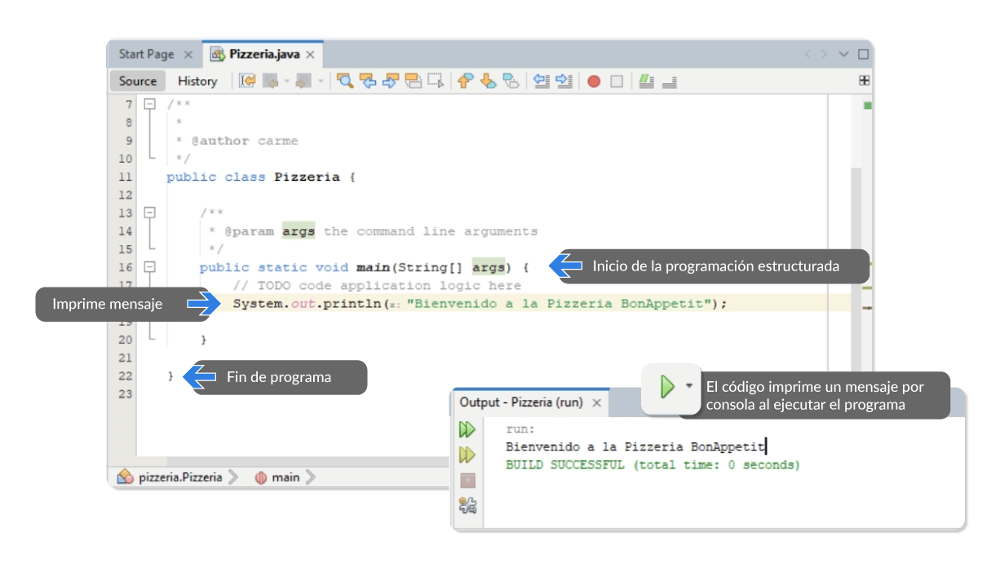 Start Page
Pizzeria.java
Source History
7 /**
8 *
9 * @author carme
10 */
11 public class Pizzeria {
12
13 /**
14 * @param args the command line arguments
15 */
16 public static void main(String[] args) {
Inicio de la programación estructurada
17 // TODO code application logic here
Imprime mensaje
System.out.println(x: "Bienvenido a la Pizzeria BonAppetit");
19
20 }
21
22 }
Fin de programa
23
El código imprime un mensaje por
consola al ejecutar el programa
Output - Pizzeria (run)
run:
Bienvenido a la Pizzeria BonAppetit
BUILD SUCCESSFUL (total time: 0 seconds)
pizzeria.Pizzeria main